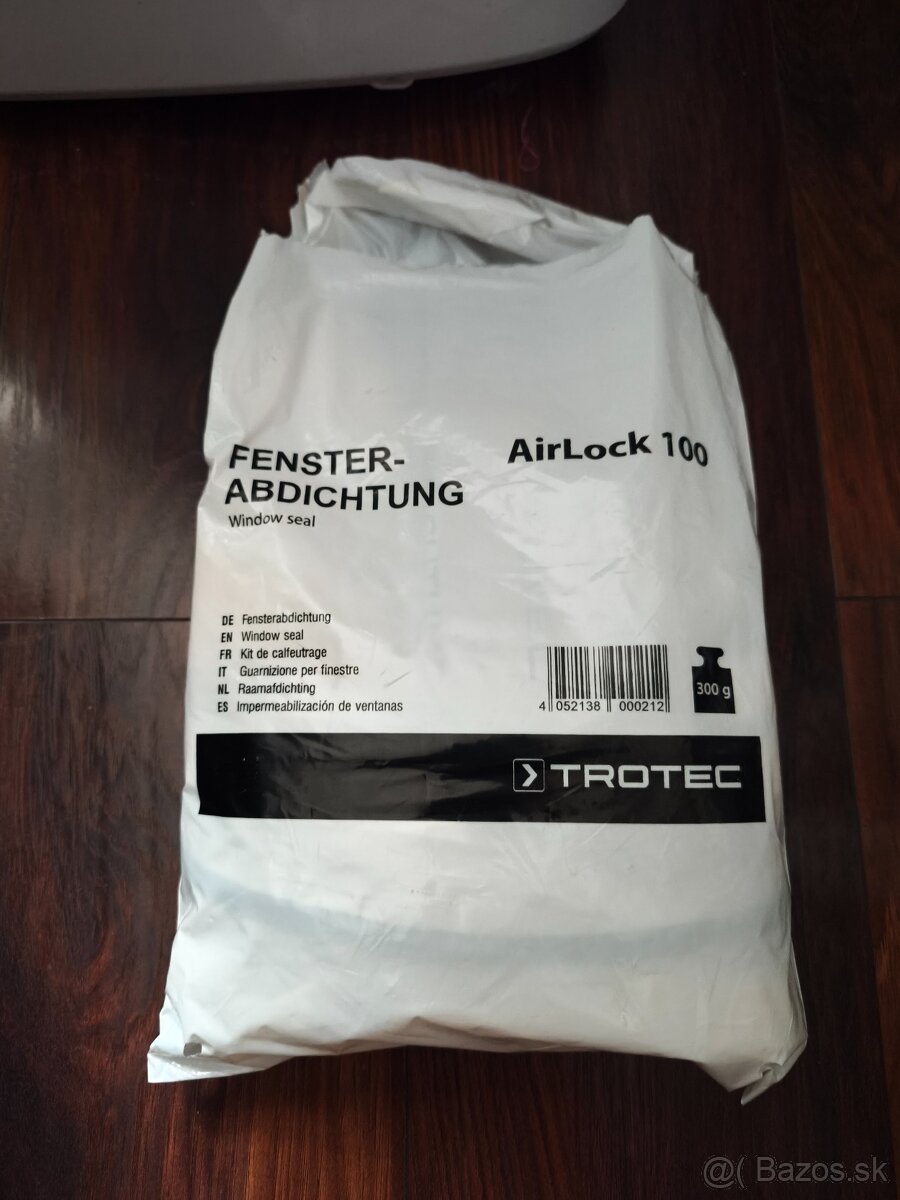 FENSTER-
ABDICHTUNG
Window seal
AirLock 100
DE Fensterabdichtung
EN Window seal
FR Kit de calfeutrage
IT Guarnizione per finestre
NL Raamafdichting
ES Impermeabilización de ventanas
4 052138 000212
300 g
TROTEC
@( Bazos.sk